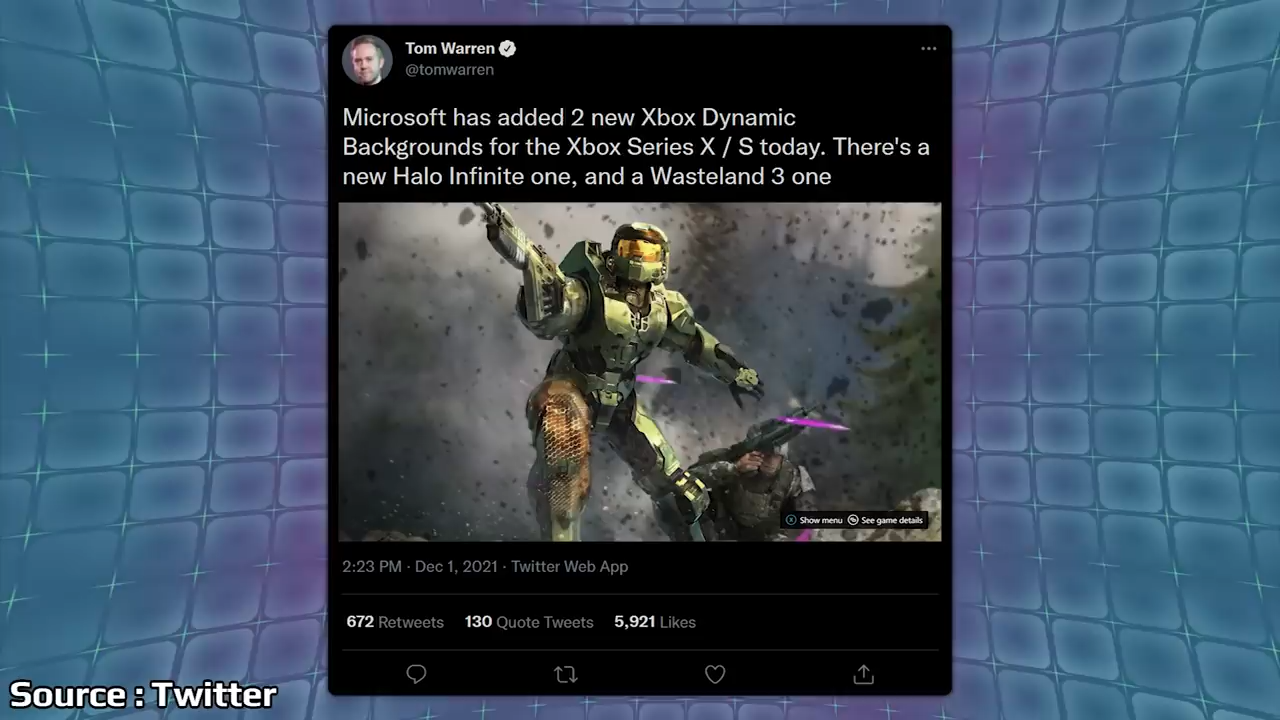 Tom Warren
@tomwarren
Microsoft has added 2 new Xbox Dynamic
Backgrounds for the Xbox Series X / S today. There's a
new Halo Infinite one, and a Wasteland 3 one
X Show menu See game details
2:23 PM · Dec 1, 2021 · Twitter Web App
672 Retweets 130 Quote Tweets 5,921 Likes
Source : Twitter